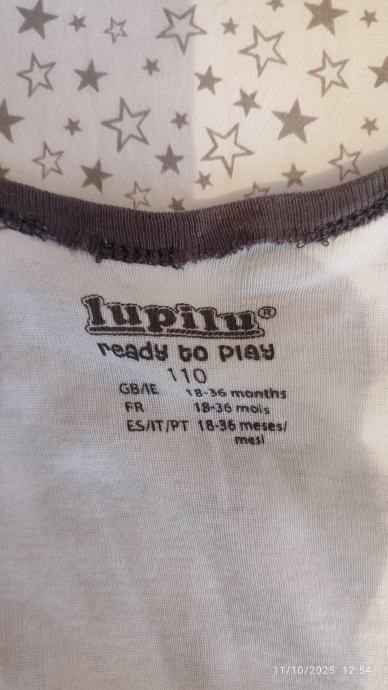 lupilu®
ready to play
110
GB/IE 18-36 months
FR 18-36 mois
ES/IT/PT 18-36 meses/
mesi
11/10/2025 12:54